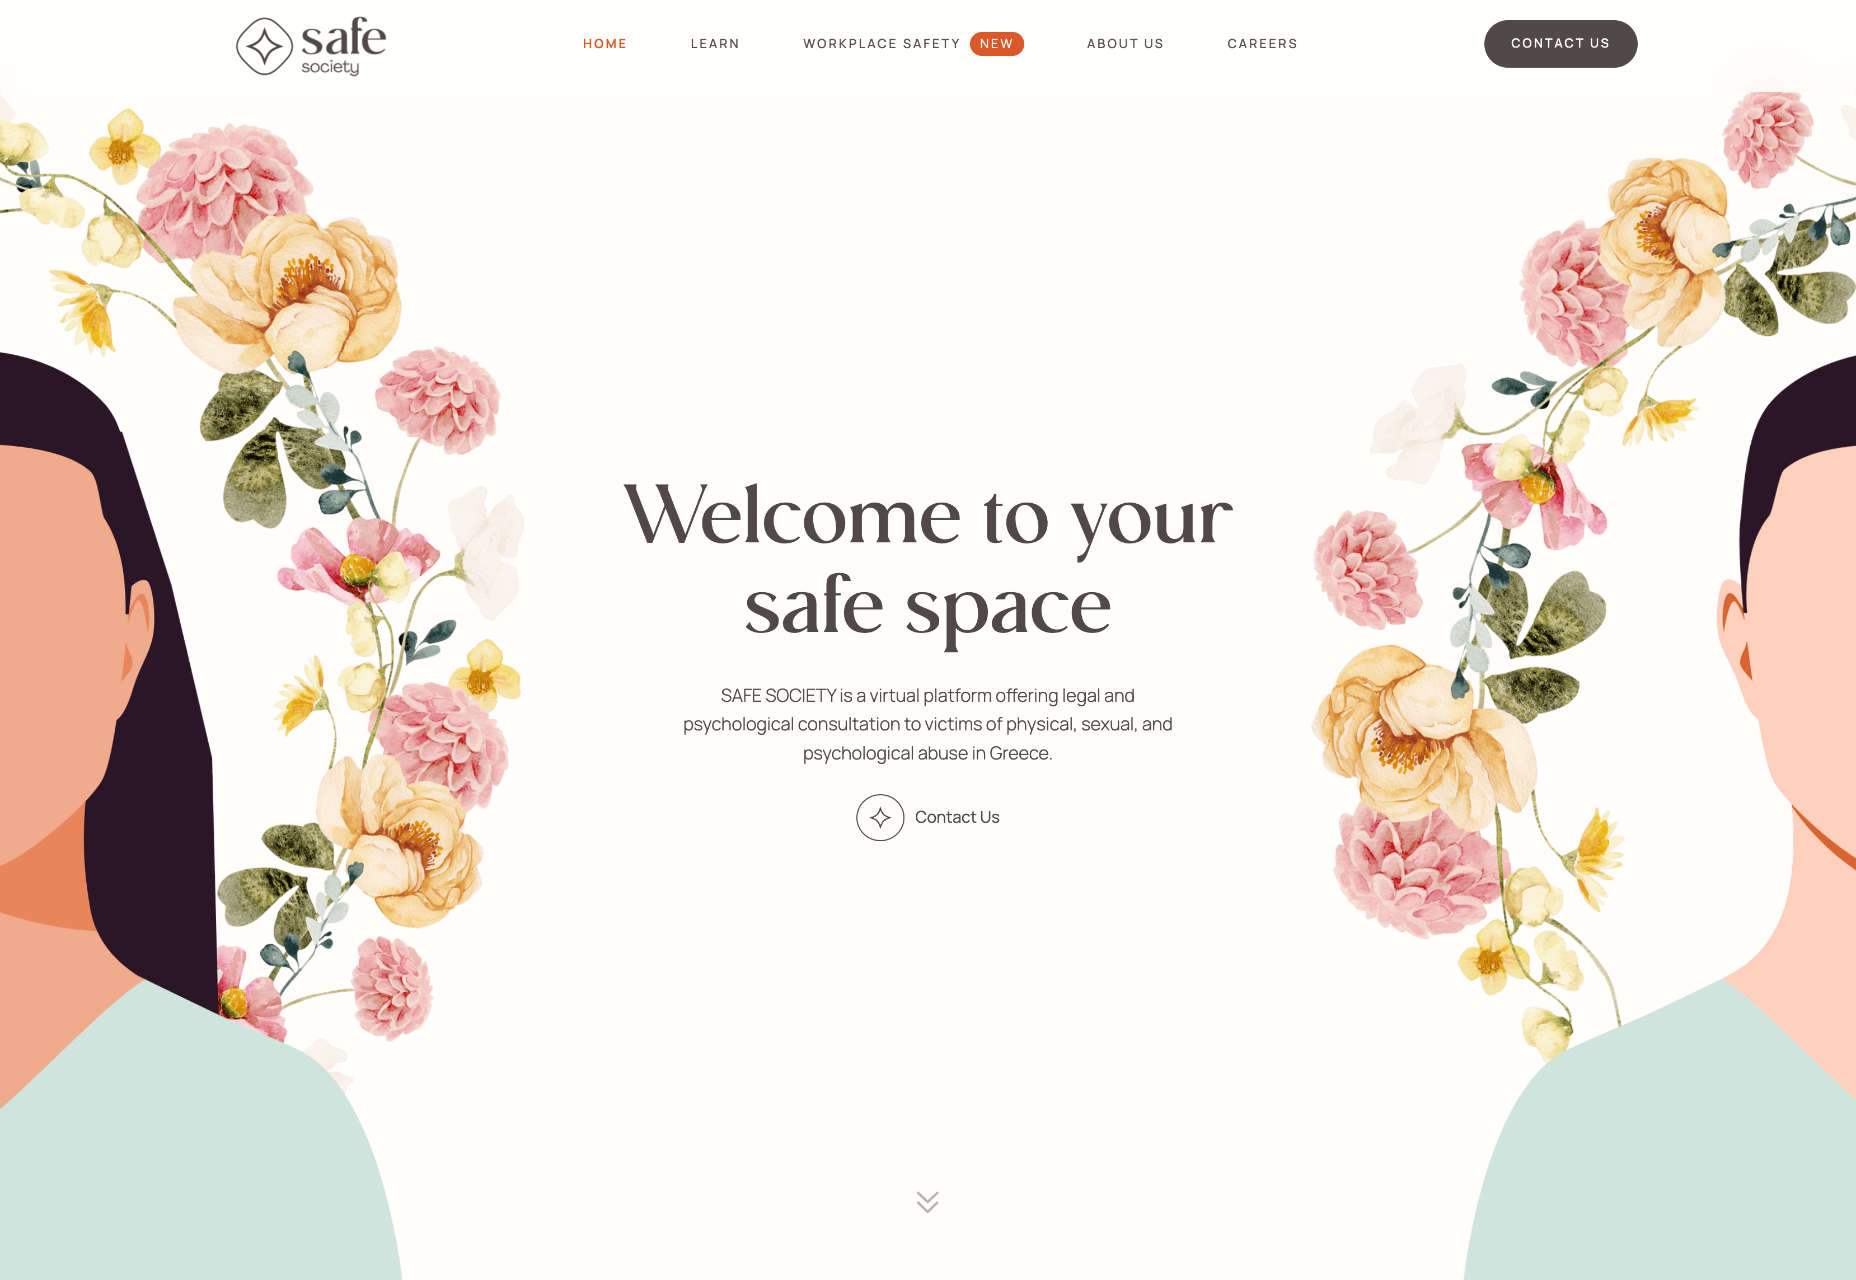 safe
society
HOME
LEARN
WORKPLACE SAFETY NEW
ABOUT US
CAREERS
CONTACT US
Welcome to your
safe space
SAFE SOCIETY is a virtual platform offering legal and
psychological consultation to victims of physical, sexual, and
psychological abuse in Greece.
Contact Us